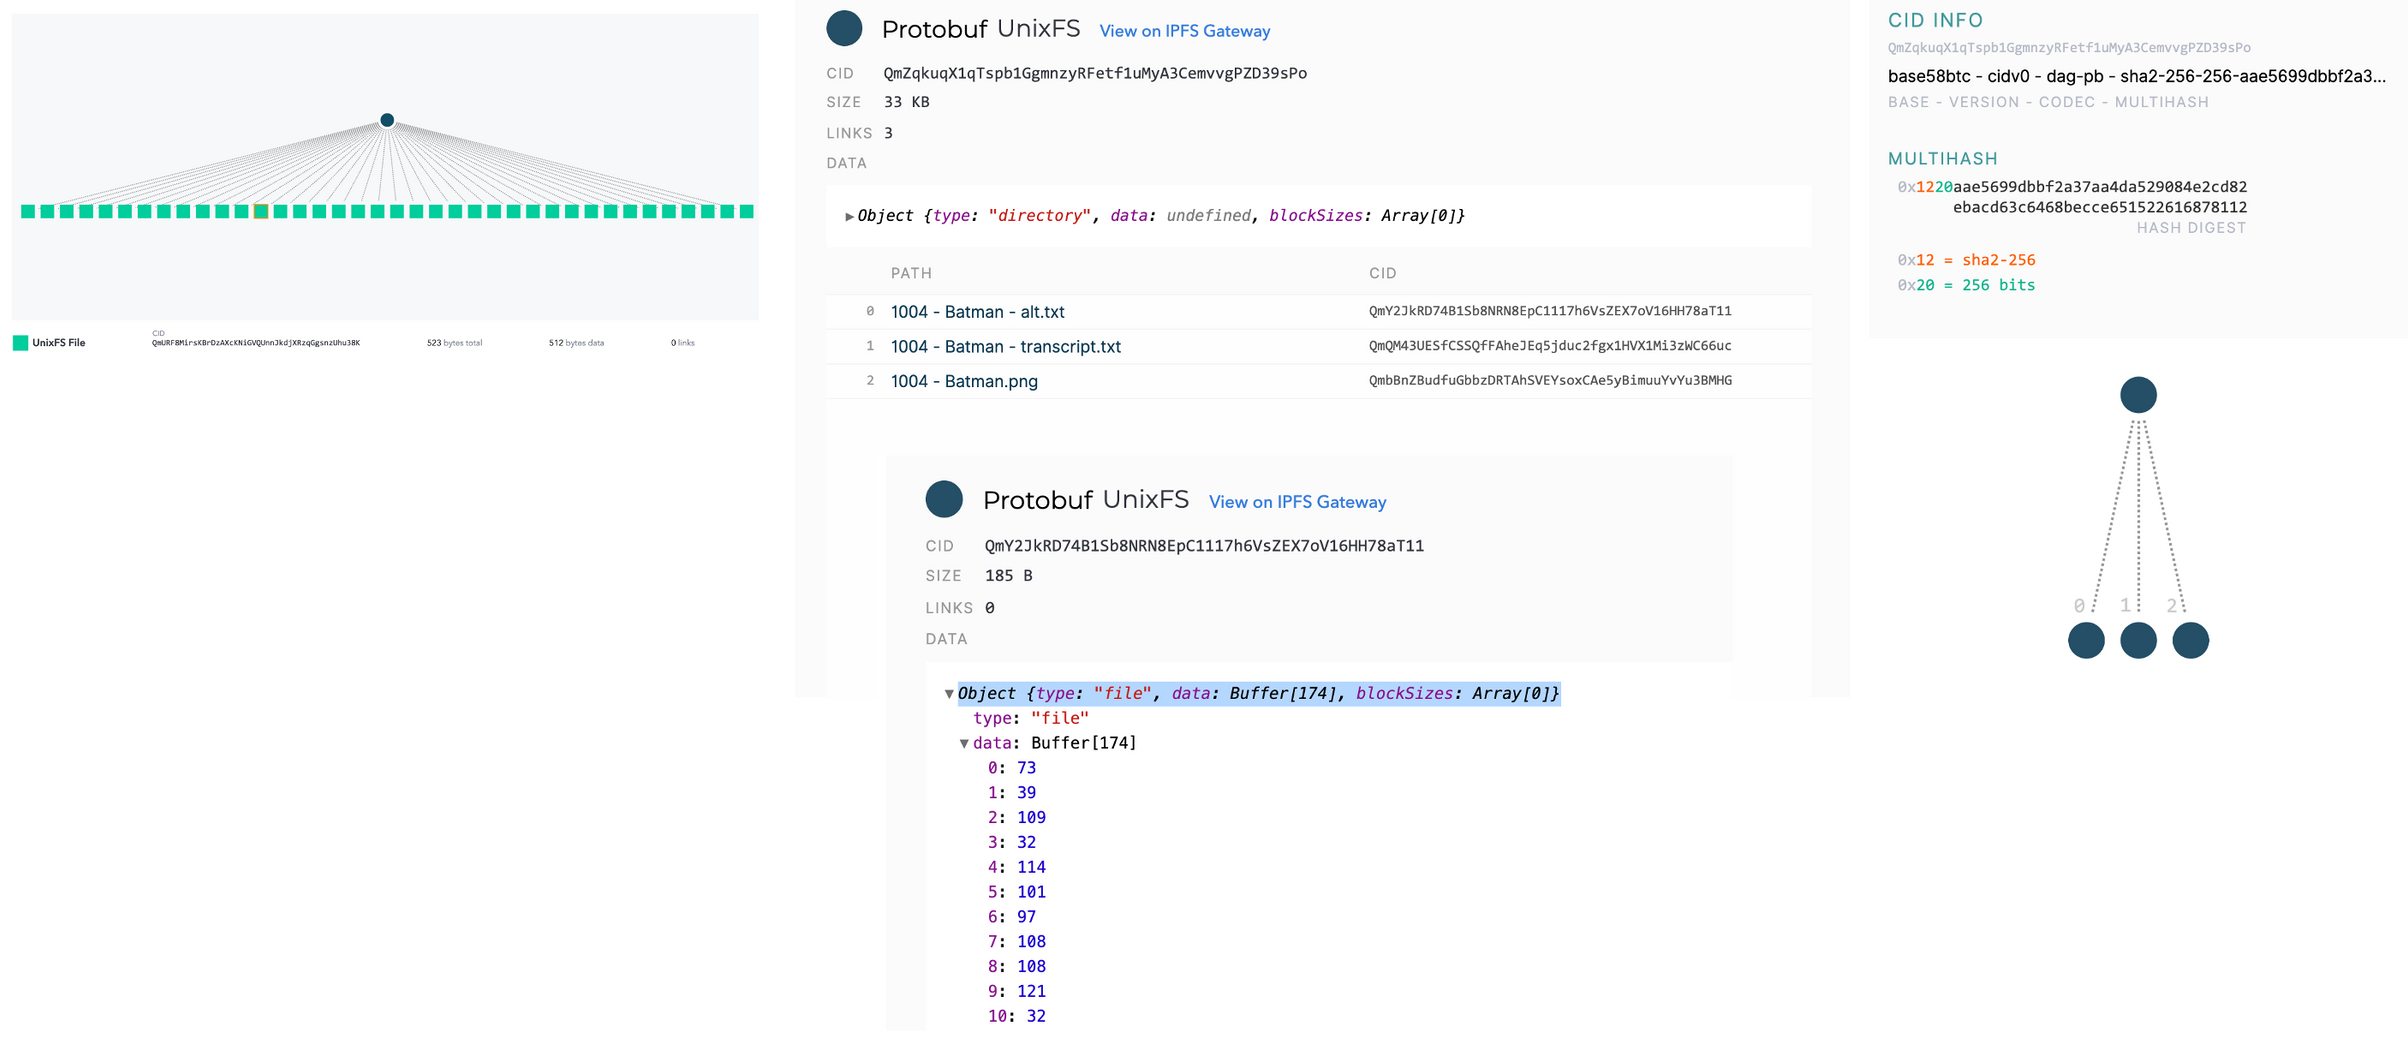 UnixFS File
CID
QmURF8MirsKBrDzAXcKNiGVQUnnJkdjXRzqGgsnzUhu38K
523 bytes total
512 bytes data
0 links
Protobuf UnixFS View on IPFS Gateway
CID QmZqkuqX1qTspb1GgmnzyRFetf1uMyA3CemvvgPZD39sPo
SIZE 33 KB
LINKS 3
DATA
▶Object {type: "directory", data: undefined, blockSizes: Array[0]}
PATH CID
0 1004 - Batman - alt.txt QmY2JkRD74B1Sb8NRN8EpC1117h6VsZEX7oV16HH78aT11
1 1004 - Batman - transcript.txt QmQM43UESfCSSQfFAheJEq5jduc2fgx1HVX1Mi3zWC66uc
2 1004 - Batman.png QmbBnZBudfuGbbzDRTAhSVEYsoxCAe5yBimuuYvYu3BMHG
Protobuf UnixFS View on IPFS Gateway
CID QmY2JkRD74B1Sb8NRN8EpC1117h6VsZEX7oV16HH78aT11
SIZE 185 B
LINKS 0
DATA
▼Object {type: "file", data: Buffer[174], blockSizes: Array[0]}
type: "file"
▼data: Buffer[174]
0: 73
1: 39
2: 109
3: 32
4: 114
5: 101
6: 97
7: 108
8: 108
9: 121
10: 32
CID INFO
QmZqkuqX1qTspb1GgmnzyRFetf1uMyA3CemvvgPZD39sPo
base58btc - cidv0 - dag-pb - sha2-256-256-aae5699dbbf2a3...
BASE - VERSION - CODEC - MULTIHASH
MULTIHASH
0x1220aae5699dbbf2a37aa4da529084e2cd82
ebacd63c6468becce651522616878112
HASH DIGEST
0x12 = sha2-256
0x20 = 256 bits
0 1 2